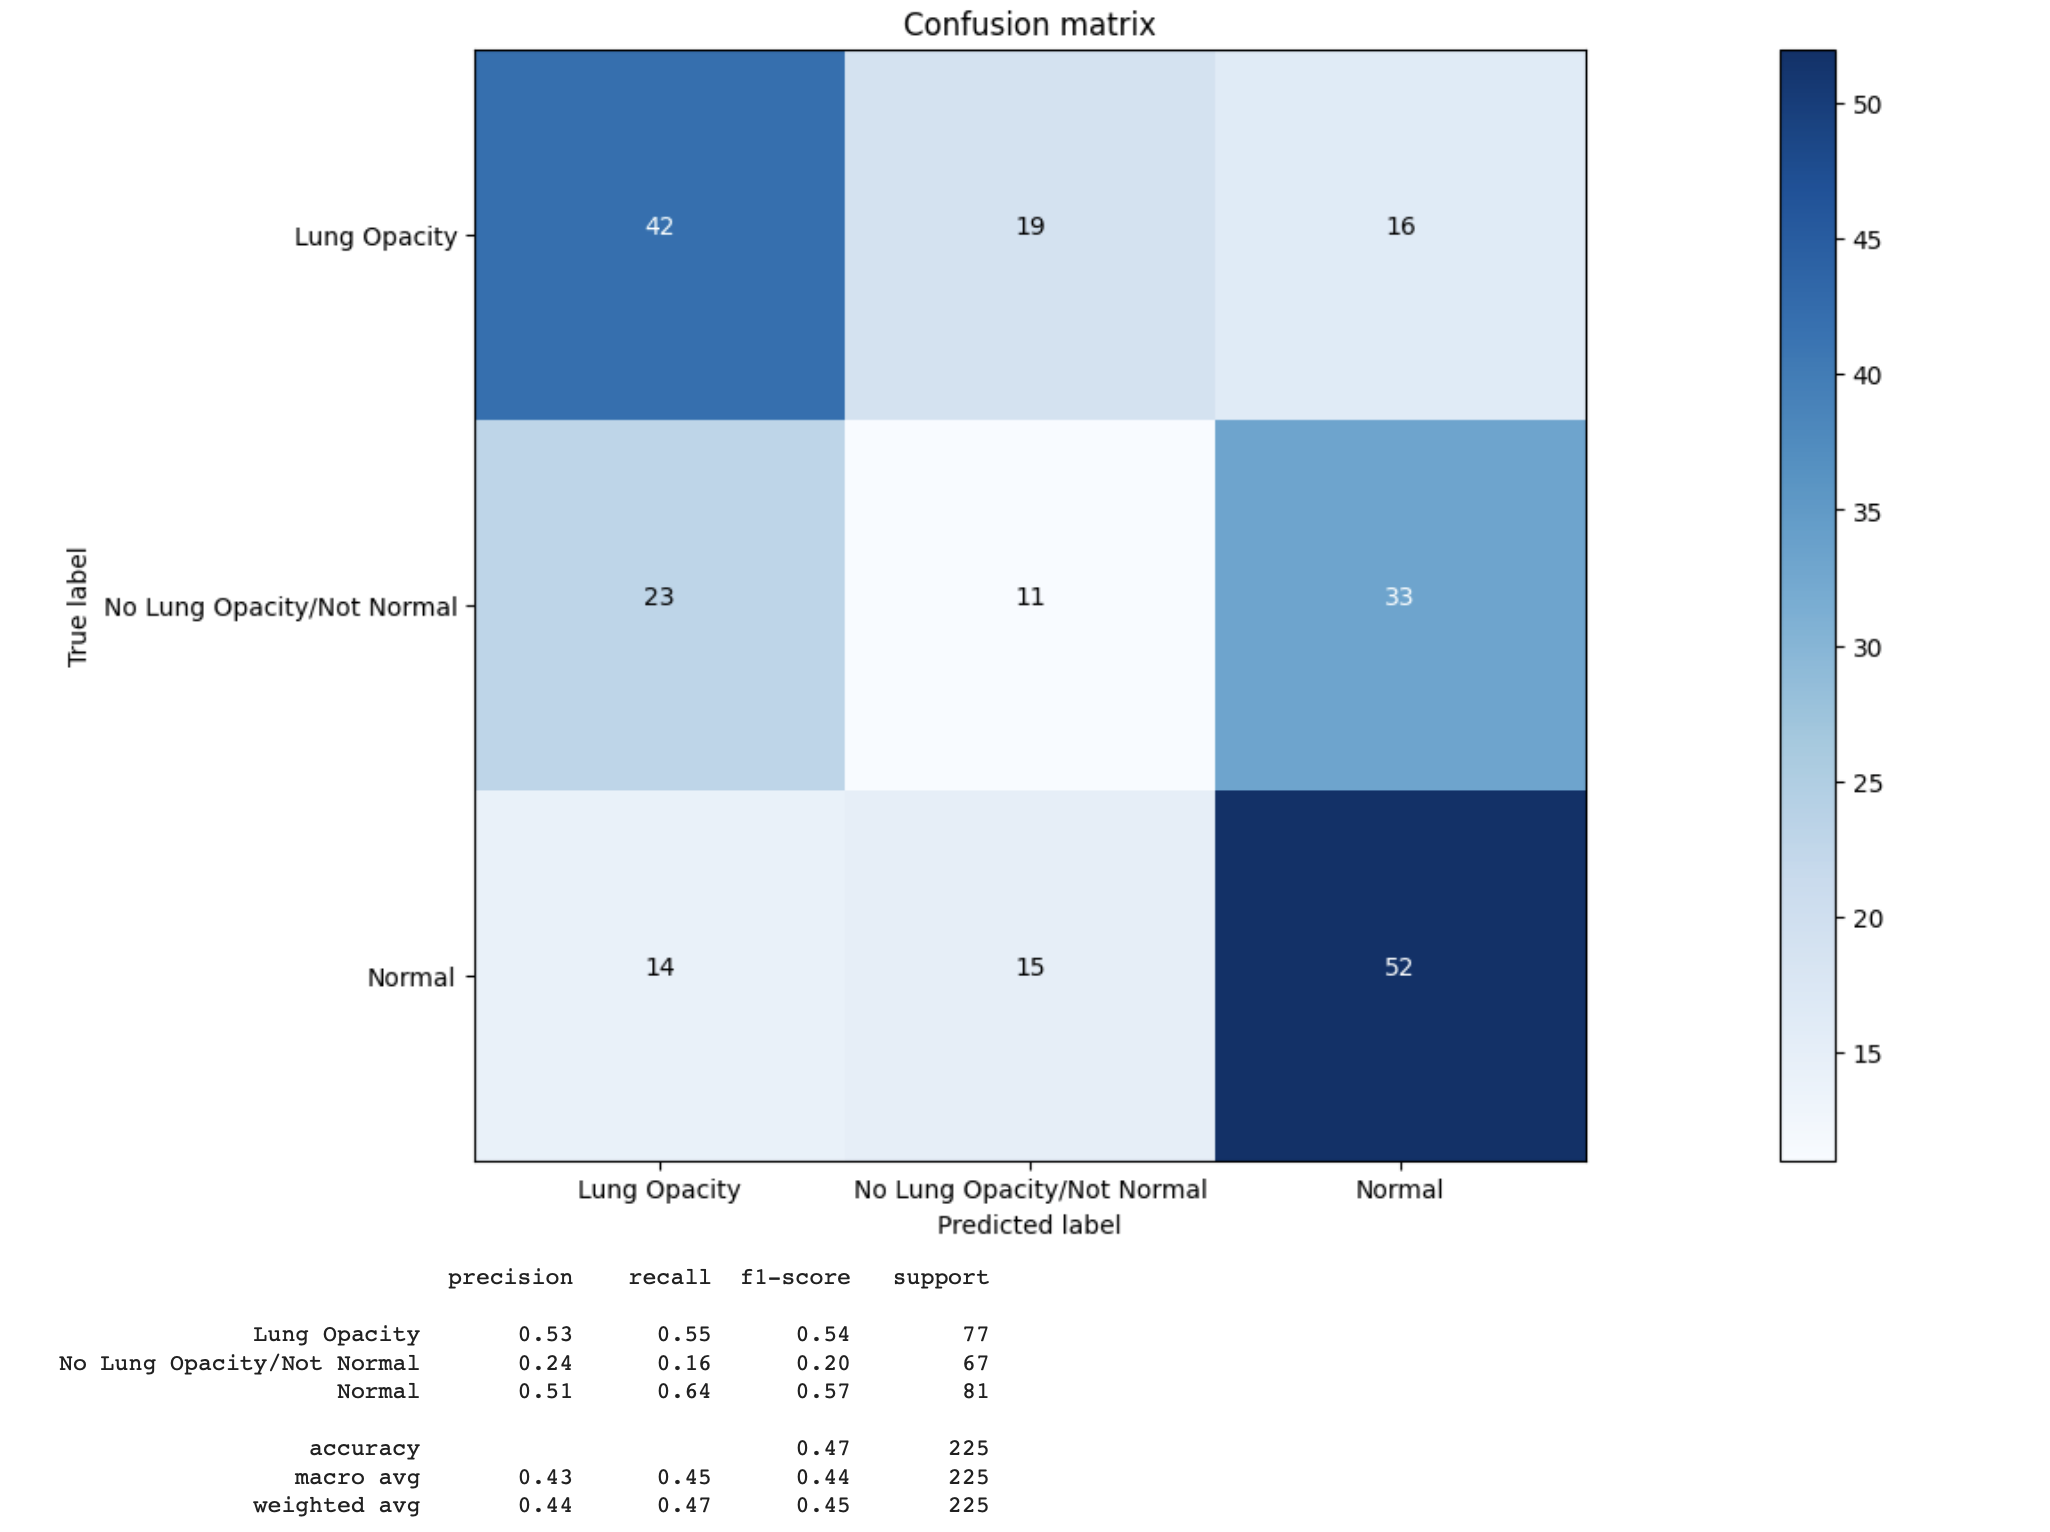 Confusion matrix
50
45
40
35
30
25
20
15
True label
Lung Opacity 42 19 16
No Lung Opacity/Not Normal 23 11 33
Normal 14 15 52
Lung Opacity No Lung Opacity/Not Normal Normal
Predicted label
precision recall f1-score support
Lung Opacity 0.53 0.55 0.54 77
No Lung Opacity/Not Normal 0.24 0.16 0.20 67
Normal 0.51 0.64 0.57 81
accuracy 0.47 225
macro avg 0.43 0.45 0.44 225
weighted avg 0.44 0.47 0.45 225